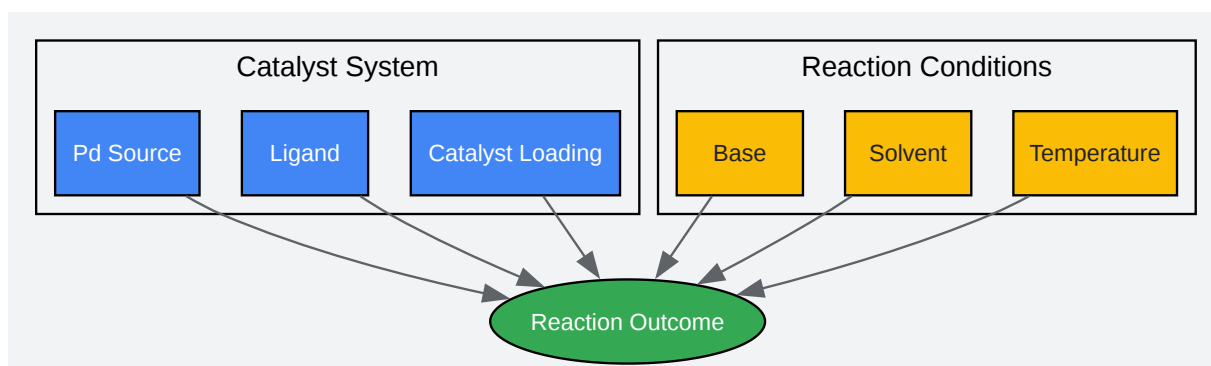 Catalyst System
Reaction Conditions
Pd Source
Ligand
Catalyst Loading
Base
Solvent
Temperature
Reaction Outcome